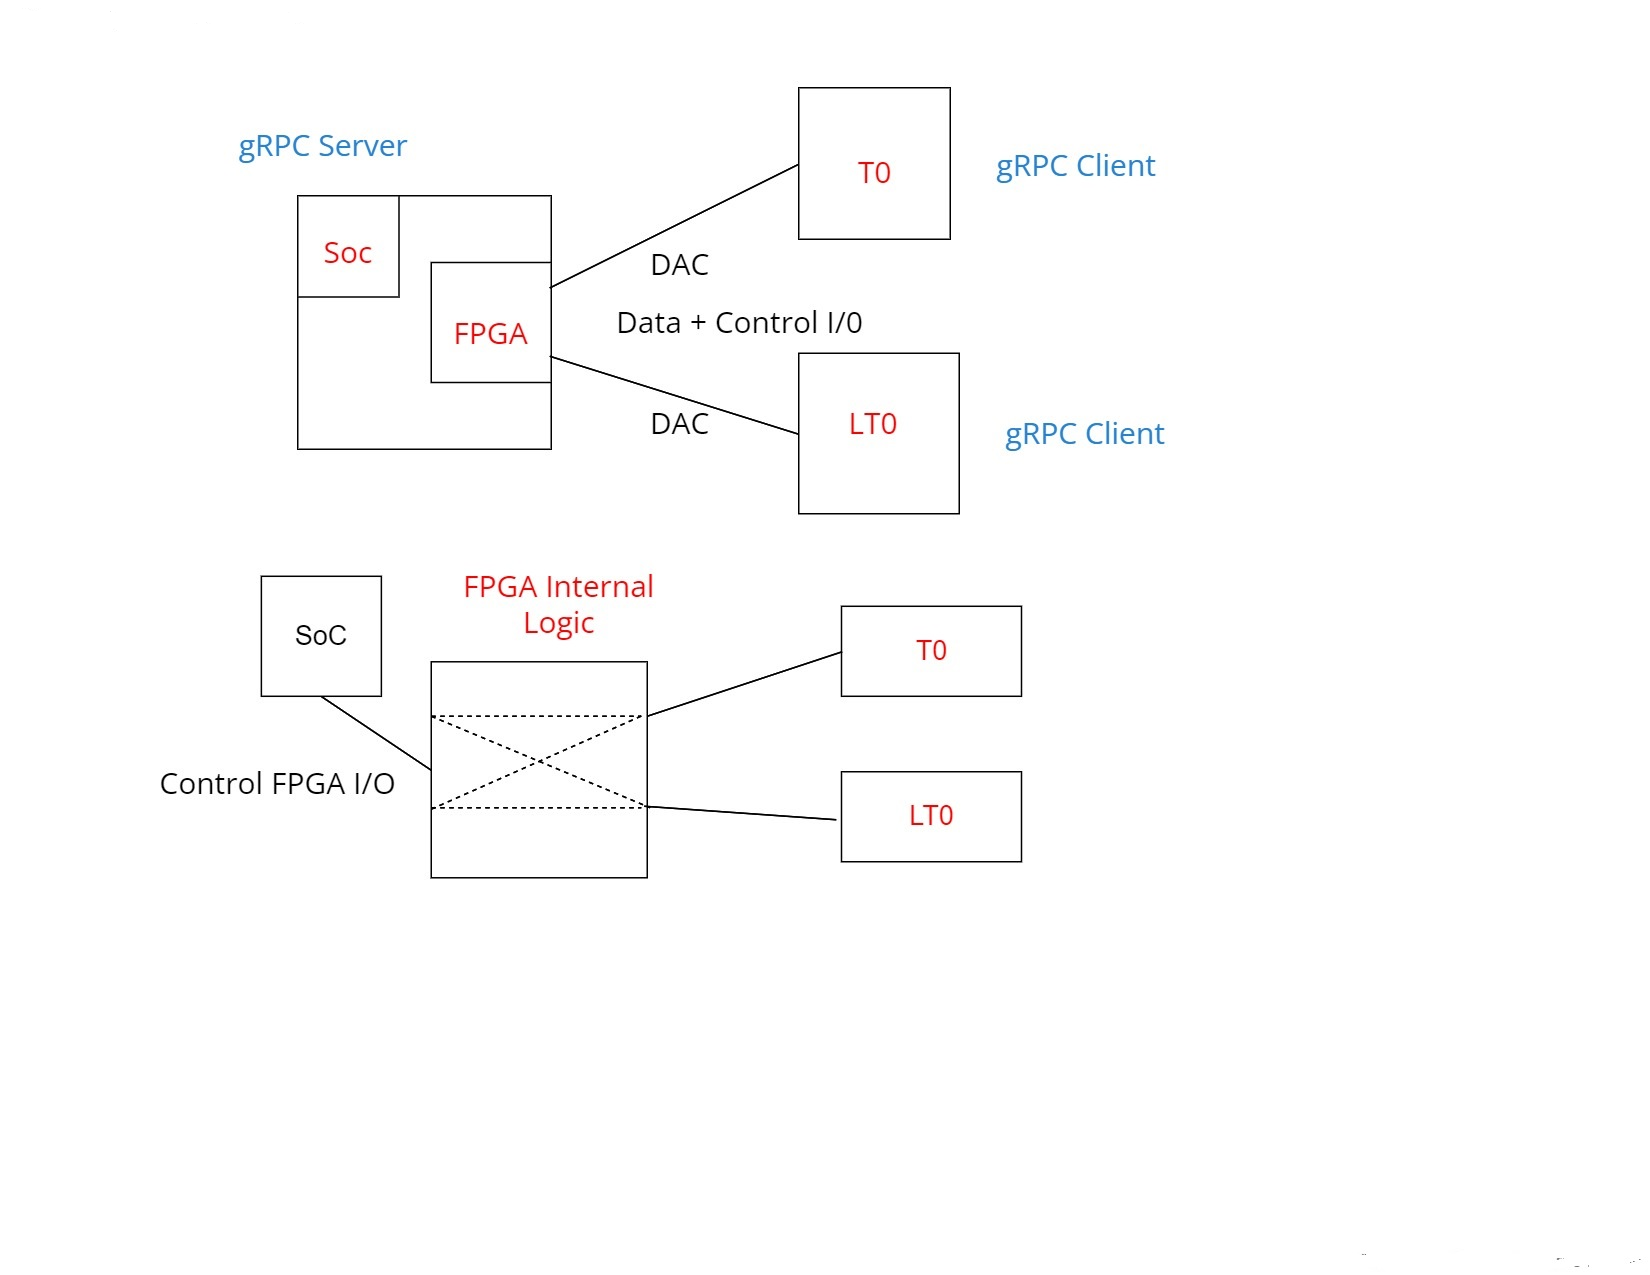 gRPC Server
T0
gRPC Client
Soc
DAC
Data + Control I/0
FPGA
DAC
LT0
gRPC Client
FPGA Internal
Logic
SoC
T0
Control FPGA I/O
LT0